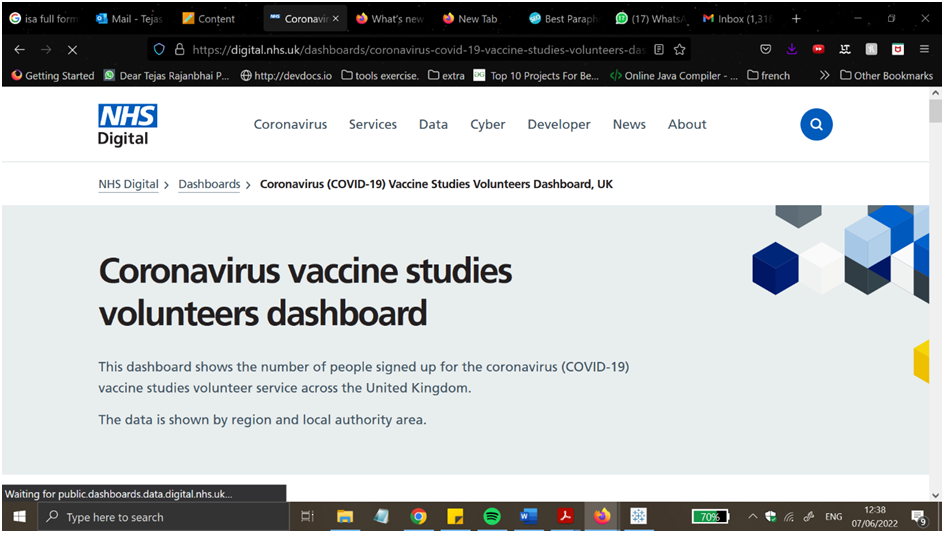 isa full form
Mail - Tejas
Content
Coronavir
What's new
New Tab
Best Paraph
(17) WhatsA
Inbox (1,318
https://digital.nhs.uk/dashboards/coronavirus-covid-19-vaccine-studies-volunteers-das
Getting Started
Dear Tejas Rajanbhai P...
http://devdocs.io
tools exercise.
extra
Top 10 Projects For Be...
Online Java Compiler - ...
french
Other Bookmarks
NHS
Digital
Coronavirus
Services
Data
Cyber
Developer
News
About
NHS Digital > Dashboards > Coronavirus (COVID-19) Vaccine Studies Volunteers Dashboard, UK
Coronavirus vaccine studies
volunteers dashboard
This dashboard shows the number of people signed up for the coronavirus (COVID-19)
vaccine studies volunteer service across the United Kingdom.
The data is shown by region and local authority area.
Waiting for public.dashboards.data.digital.nhs.uk...
Type here to search
70%
ENG
12:38
07/06/2022
9